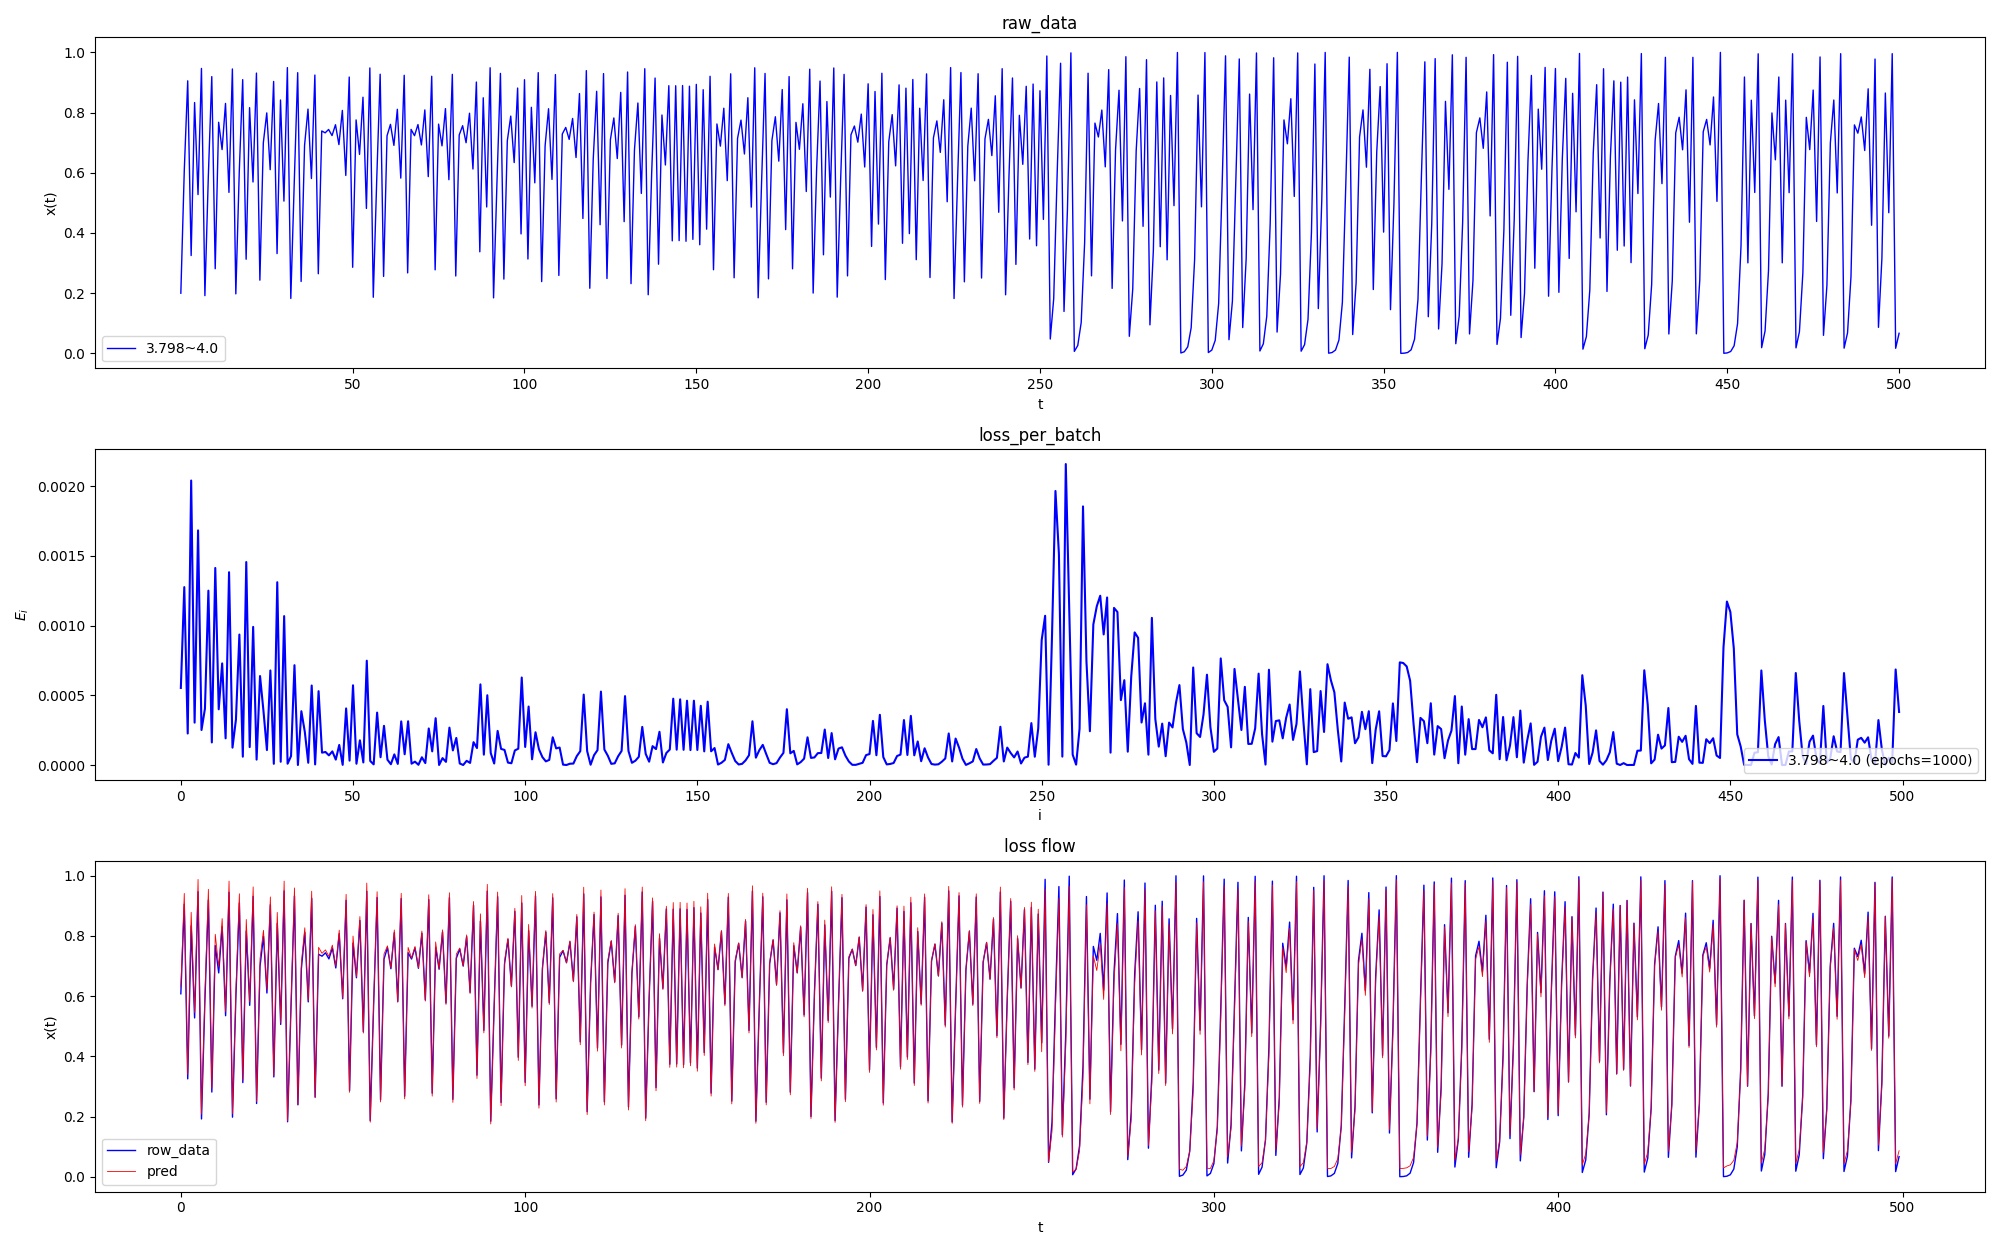 raw_data
1.0
0.8
0.6
0.4
0.2
0.0
x(t)
3.798~4.0
50 100 150 200 250 300 350 400 450 500
t
loss_per_batch
0.0020
0.0015
0.0010
0.0005
0.0000
E_i
3.798~4.0 (epochs=1000)
0 50 100 150 200 250 300 350 400 450 500
i
loss flow
1.0
0.8
0.6
0.4
0.2
0.0
x(t)
row_data
pred
0 100 200 300 400 500
t